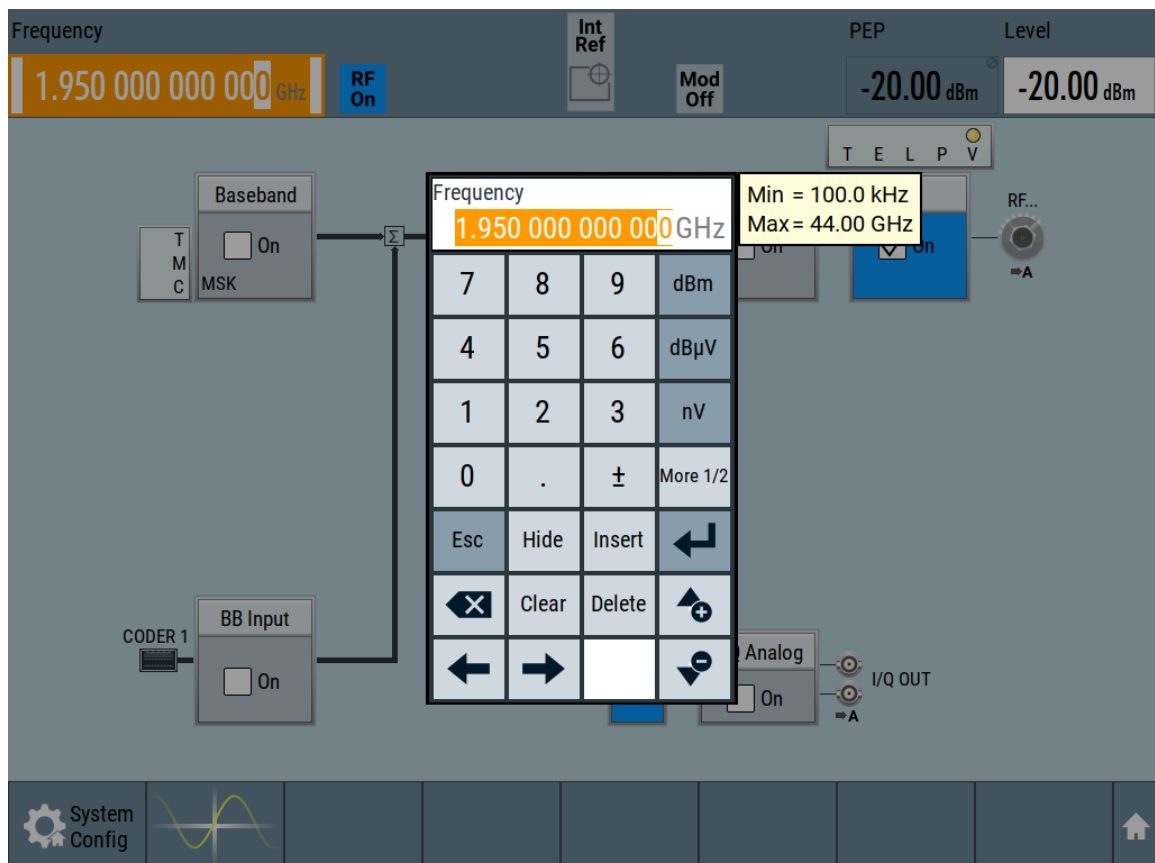 Frequency
Int
Ref
PEP
Level
1.950 000 000 000 GHz
RF
On
Mod
Off
-20.00 dBm
-20.00 dBm
T E L P V
Baseband
On
T
M
C
MSK
Σ
Frequency
1.950 000 000 000 GHz
Min = 100.0 kHz
Max = 44.00 GHz
On
On
RF...
A
7 8 9 dBm
4 5 6 dBµV
1 2 3 nV
0 . ± More 1/2
Esc Hide Insert
Clear Delete
BB Input
CODER 1
On
Analog
On
I/Q OUT
A
System
Config